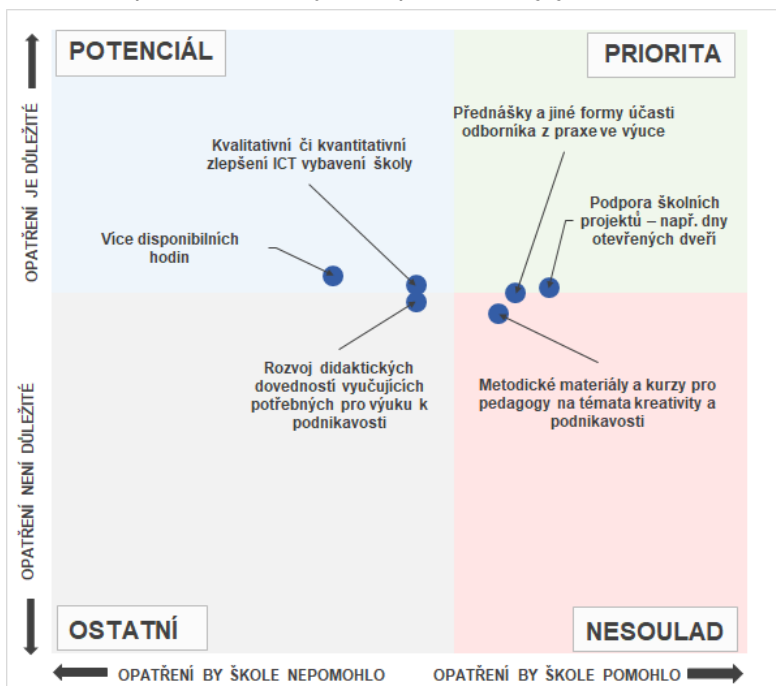 POTENCIÁL
PRIORITA
Přednášky a jiné formy účasti
odborníka z praxe ve výuce
Kvalitativní či kvantitativní
zlepšení ICT vybavení školy
Podpora školních
projektů – např. dny
otevřených dveří
Více disponibilních
hodin
Rozvoj didaktických
dovedností vyučujících
potřebných pro výuku k
podnikavosti
Metodické materiály a kurzy pro
pedagogy na témata kreativity a
podnikavosti
OSTATNÍ
NESOULAD
OPATŘENÍ JE DŮLEŽITÉ
OPATŘENÍ NENÍ DŮLEŽITÉ
OPATŘENÍ BY ŠKOLE NEPOMOHLO
OPATŘENÍ BY ŠKOLE POMOHLO